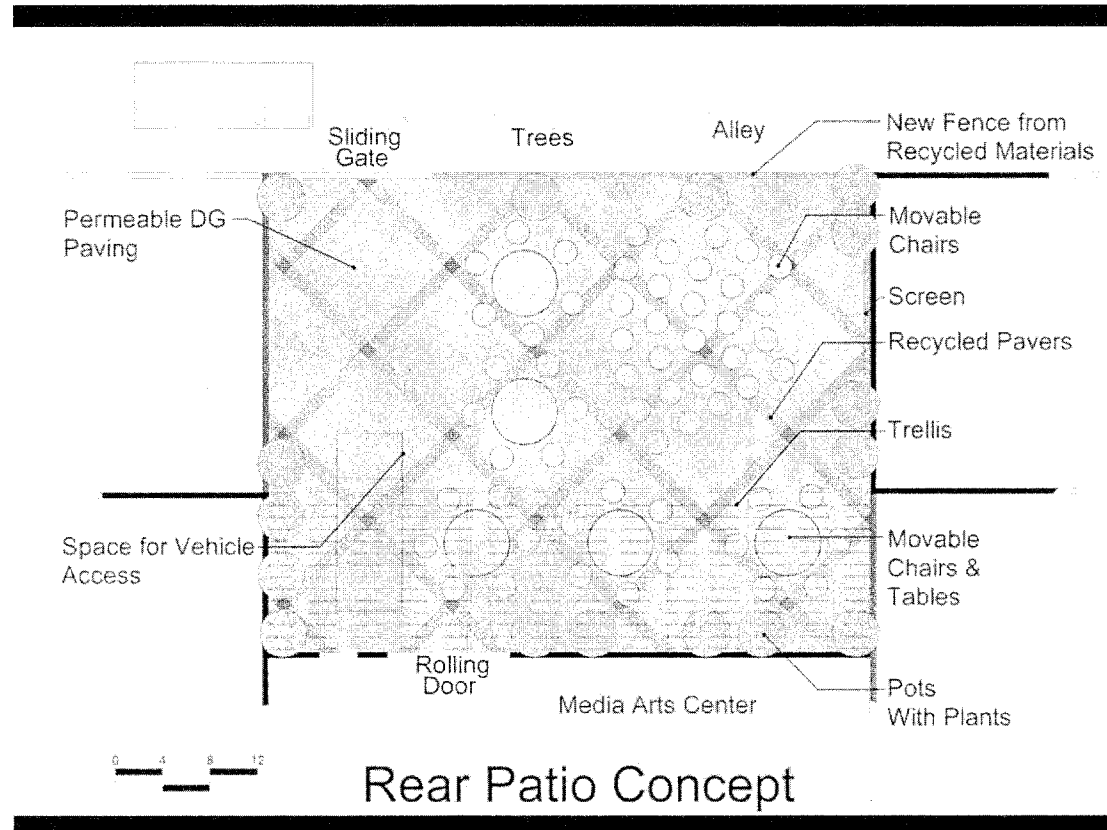 Sliding
Gate
Trees
Alley
New Fence from
Recycled Materials
Permeable DG
Paving
Movable
Chairs
Screen
Recycled Pavers
Trellis
Space for Vehicle
Access
Movable
Chairs &
Tables
Rolling
Door
Media Arts Center
Pots
With Plants
0 4 8 12
Rear Patio Concept